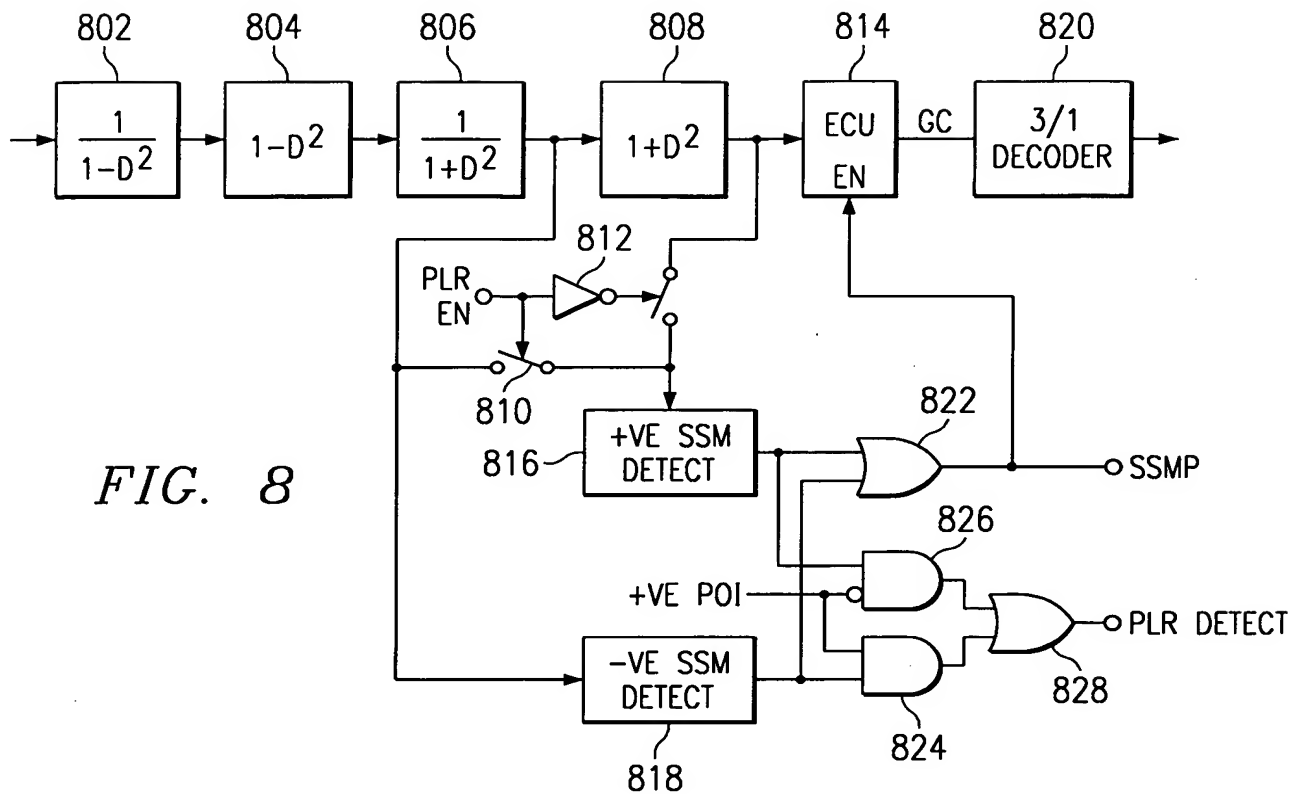 802
804
806
808
814
820
1
1-D²
1-D²
1
1+D²
1+D²
ECU
EN
GC
3/1
DECODER
812
PLR
EN
810
816
+VE SSM
DETECT
822
SSMP
FIG. 8
826
+VE POI
PLR DETECT
828
-VE SSM
DETECT
824
818